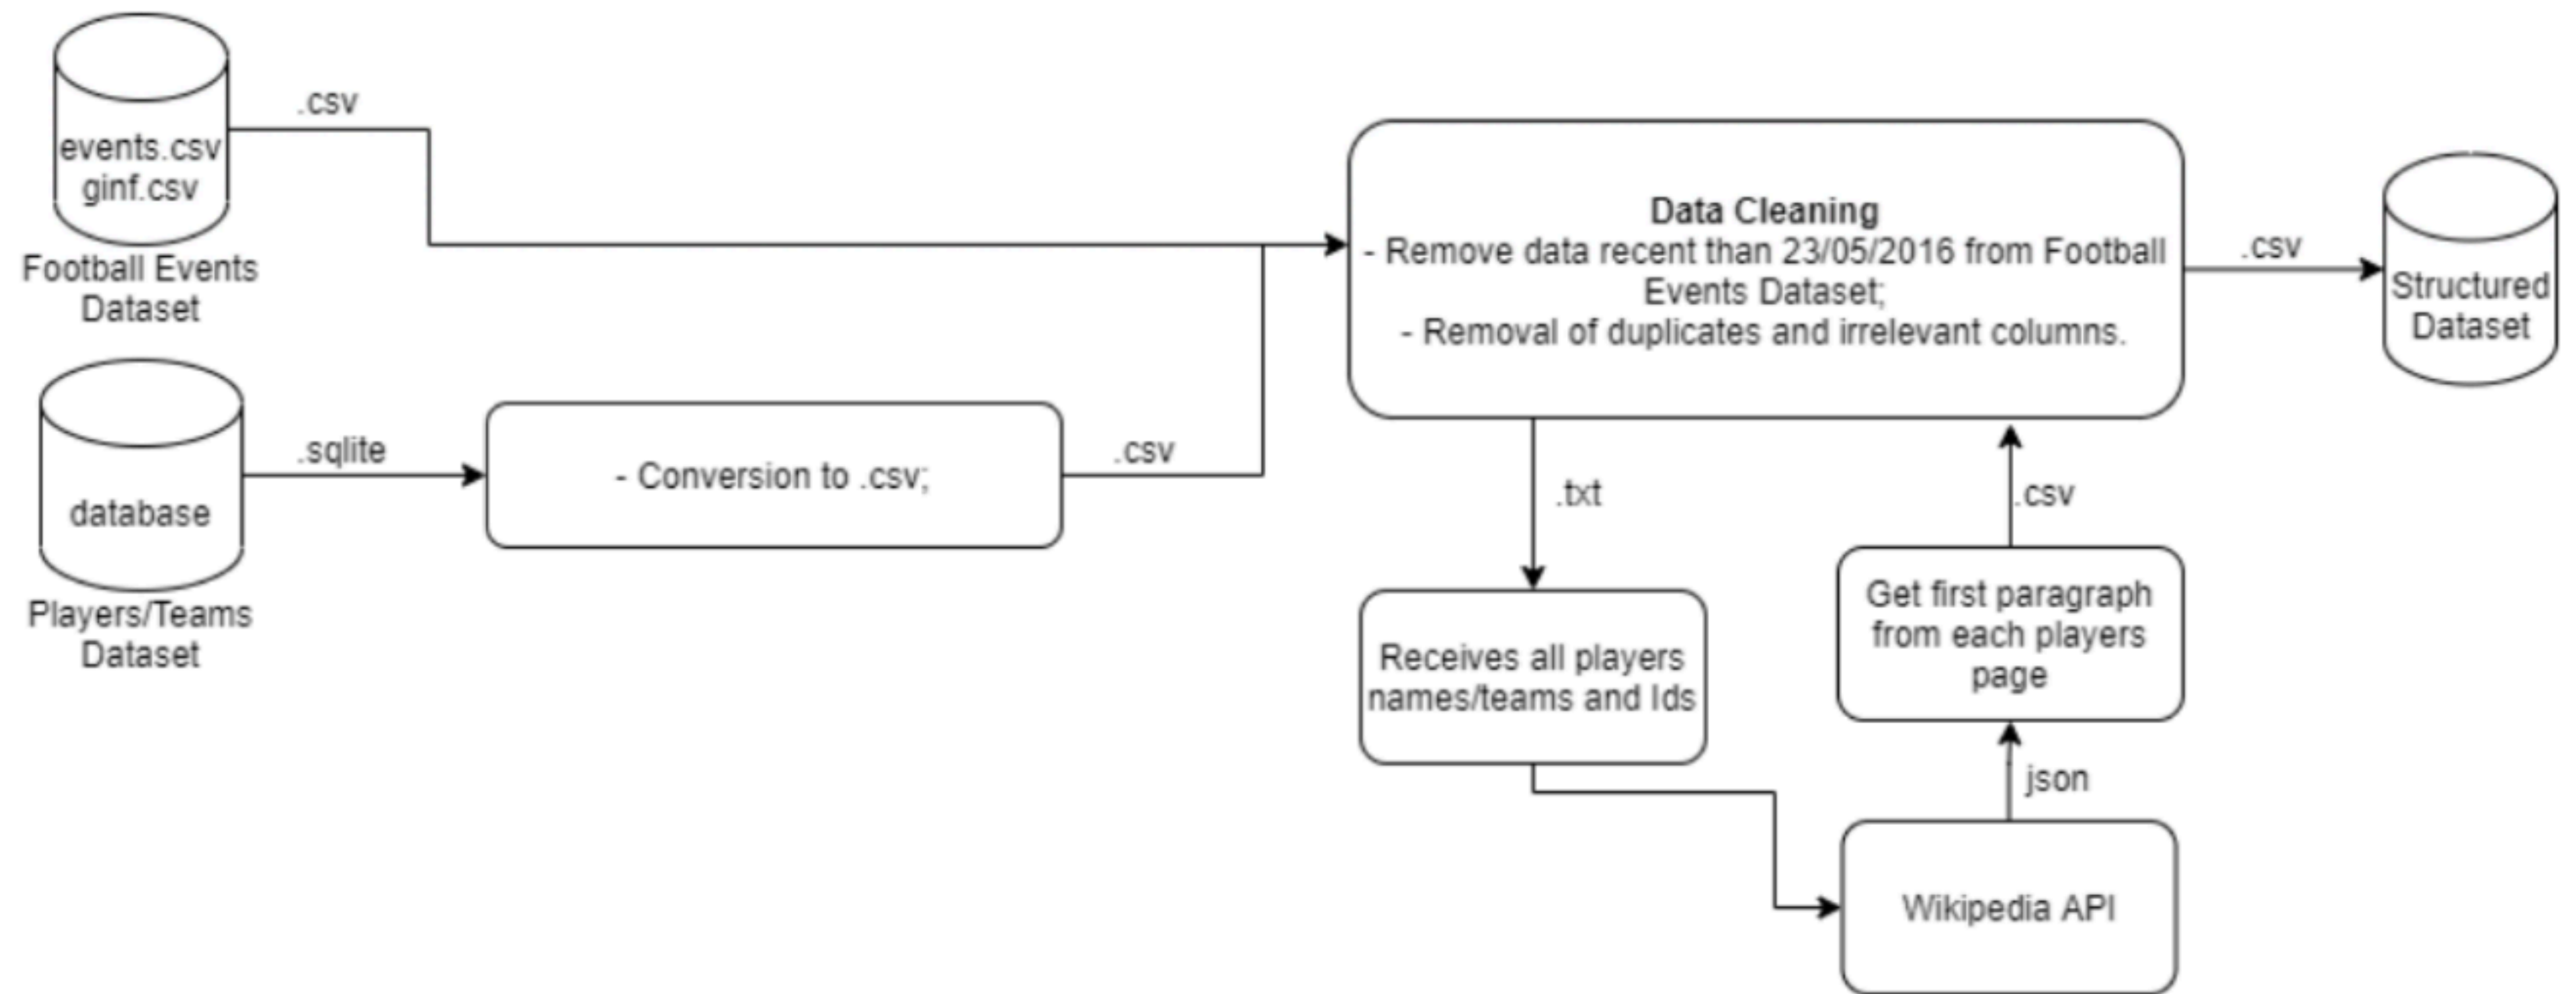 .csv
events.csv
ginf.csv
Football Events
Dataset
Data Cleaning
- Remove data recent than 23/05/2016 from Football
Events Dataset;
- Removal of duplicates and irrelevant columns.
.csv
Structured
Dataset
.sqlite
database
Players/Teams
Dataset
- Conversion to .csv;
.csv
.txt
.csv
Receives all players
names/teams and Ids
Get first paragraph
from each players
page
json
Wikipedia API